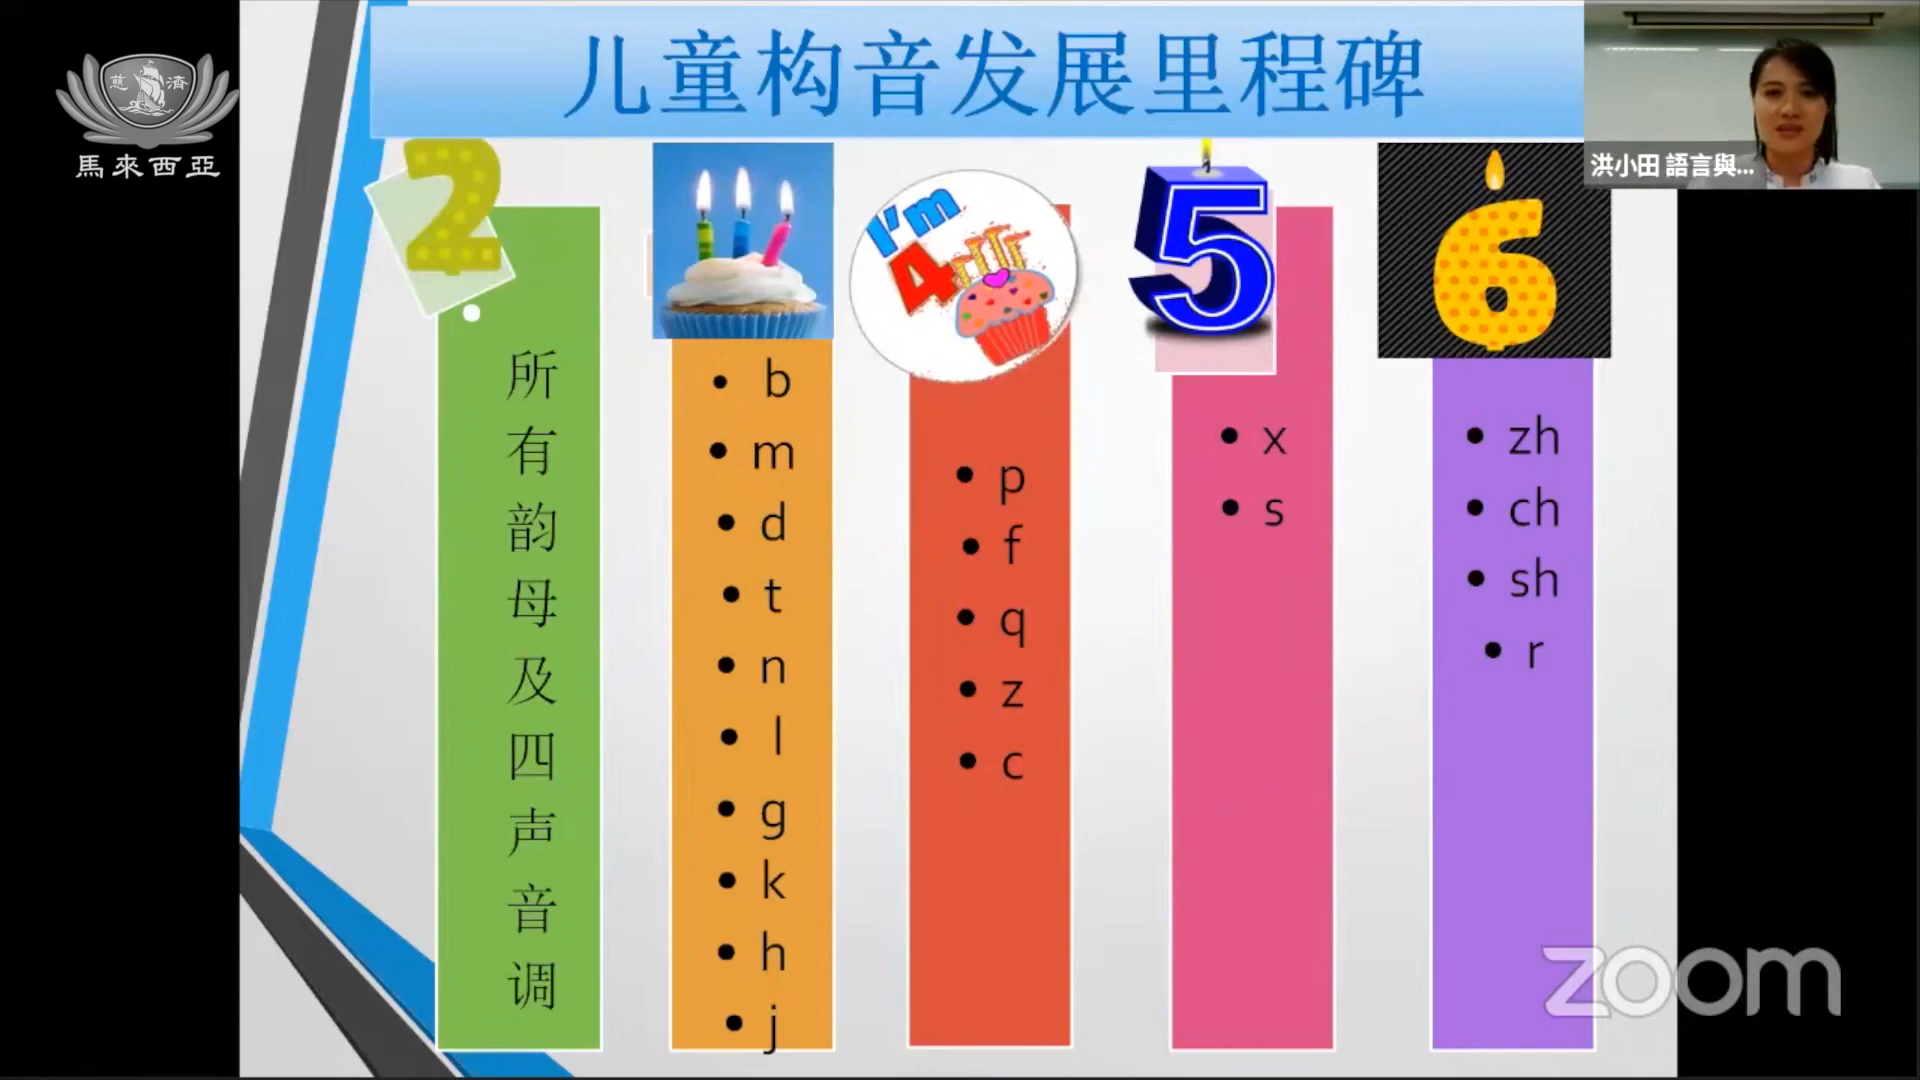 儿童构音发展里程碑
慈濟
馬來西亞
洪小田 語言與...
2
所有韵母及四声音调
• b
• m
• d
• t
• n
• l
• g
• k
• h
• j
I'm
4
• p
• f
• q
• z
• c
5
• x
• s
6
• zh
• ch
• sh
• r
zoom